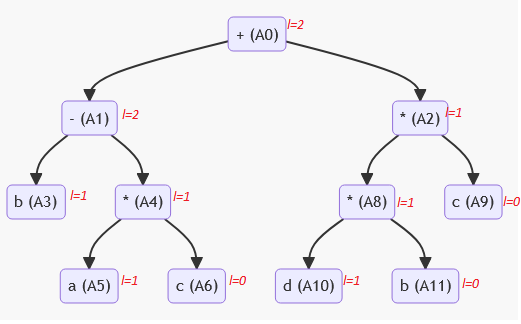 + (A0) l=2
- (A1) l=2
* (A2) l=1
b (A3) l=1
* (A4) l=1
* (A8) l=1
c (A9) l=0
a (A5) l=1
c (A6) l=0
d (A10) l=1
b (A11) l=0